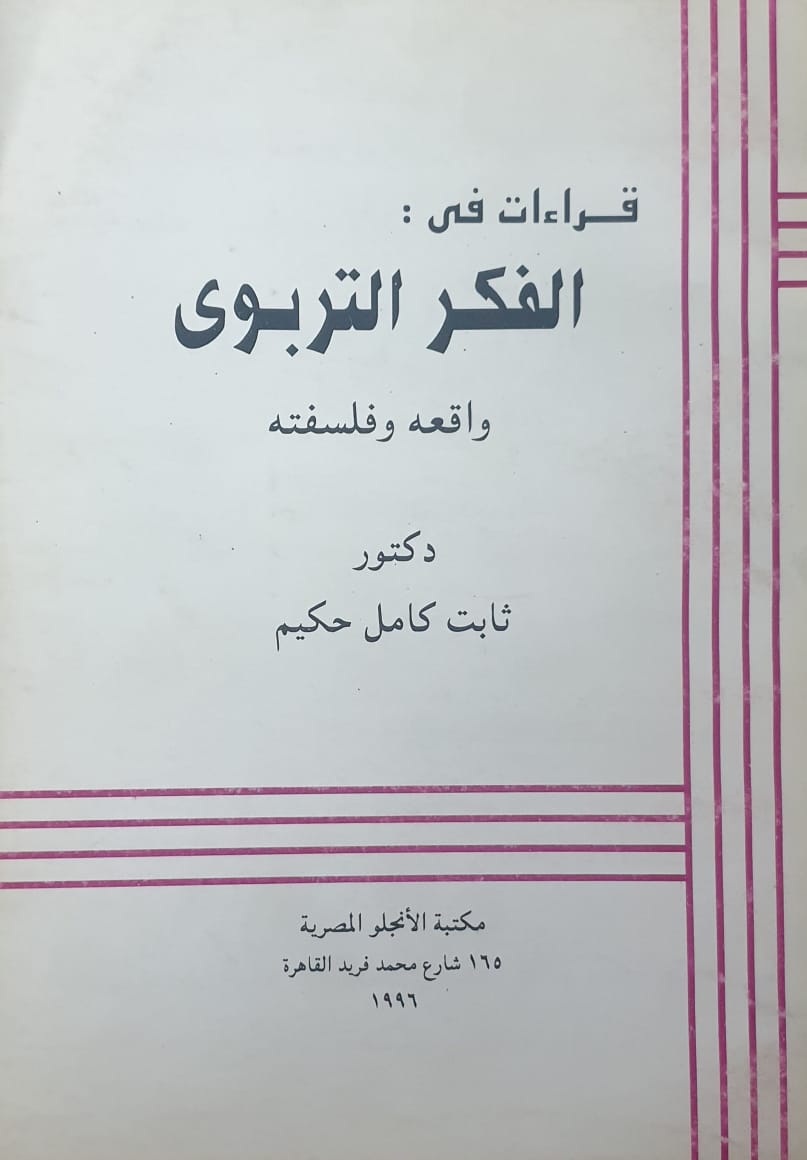 قراءات فى :
الفكر التربوى
واقعه وفلسفته
دكتور
ثابت كامل حكيم
مكتبة الأنجلو المصرية
١٦٥ شارع محمد فريد القاهرة
١٩٩٦